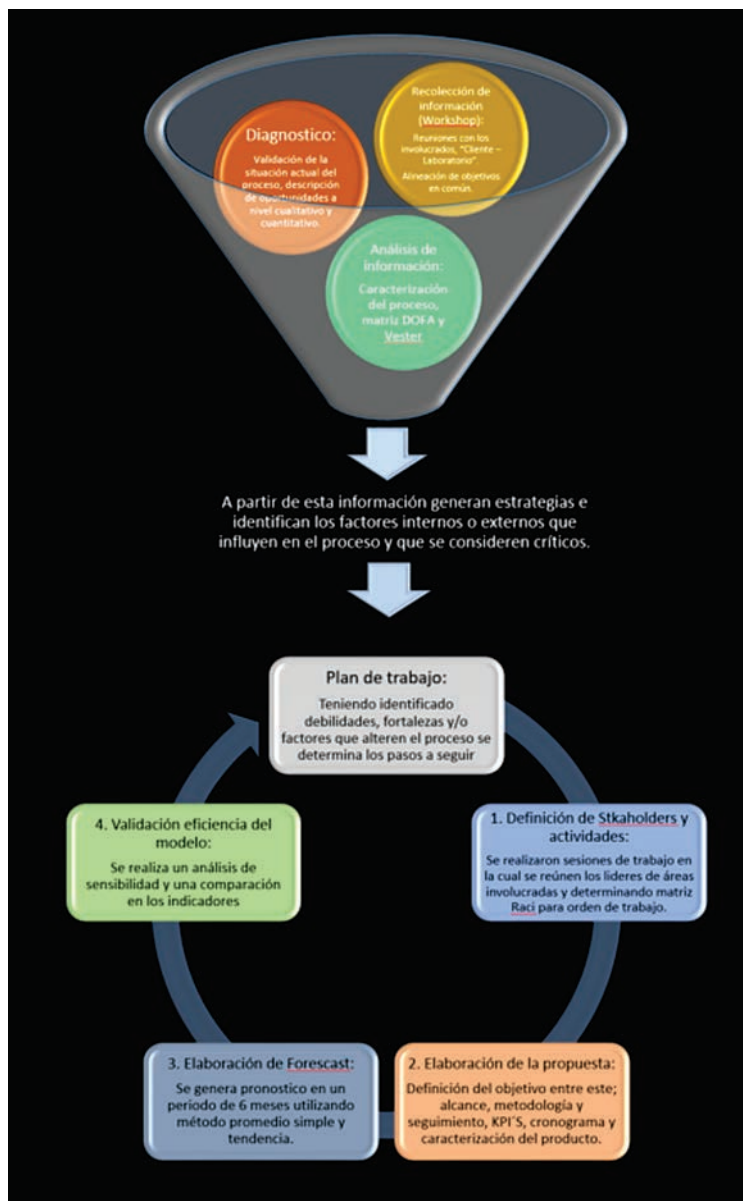 Diagnostico:
Validación de la
situación actual del
proceso, descripción
de oportunidades a
nivel cualitativo y
cuantitativo.
Recolección de
información
(Workshop):
Reuniones con los
involucrados, “Cliente –
Laboratorio”.
Alineación de objetivos
en común.
Análisis de
información:
Caracterización
del proceso,
matriz DOFA y
Vester
A partir de esta información generan estrategias e
identifican los factores internos o externos que
influyen en el proceso y que se consideren críticos.
Plan de trabajo:
Teniendo identificado
debilidades, fortalezas y/o
factores que alteren el proceso se
determina los pasos a seguir
1. Definición de Stkaholders y
actividades:
Se realizaron sesiones de trabajo en
la cual se reúnen los lideres de áreas
involucradas y determinando matriz
Raci para orden de trabajo.
2. Elaboración de la propuesta:
Definición del objetivo entre este;
alcance, metodología y
seguimiento, KPI´S, cronograma y
caracterización del producto.
3. Elaboración de Forescast:
Se genera pronostico en un
periodo de 6 meses utilizando
método promedio simple y
tendencia.
4. Validación eficiencia del
modelo:
Se realiza un análisis de
sensibilidad y una comparación
en los indicadores